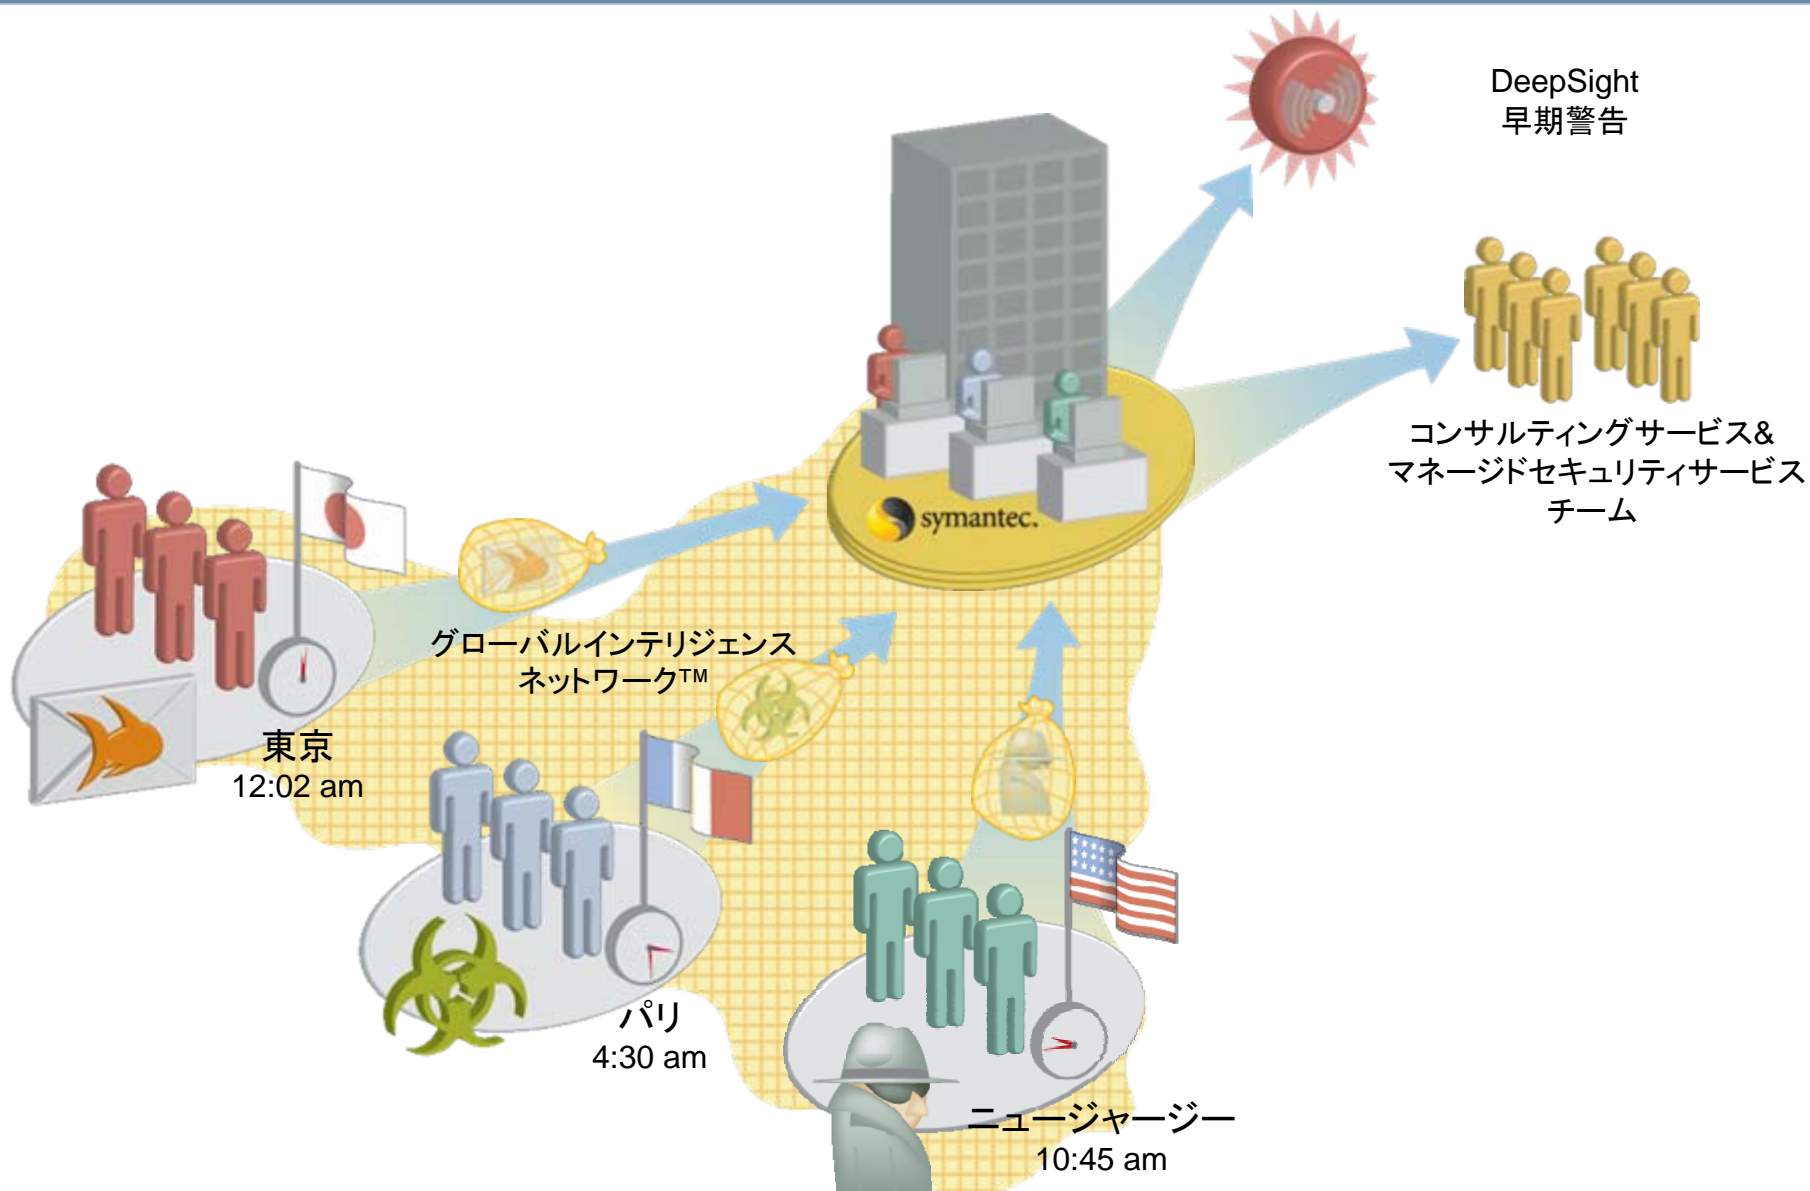 DeepSight
早期警告
コンサルティングサービス&
マネージドセキュリティサービス
チーム
symantec.
グローバルインテリジェンス
ネットワーク™
東京
12:02 am
パリ
4:30 am
ニュージャージー
10:45 am